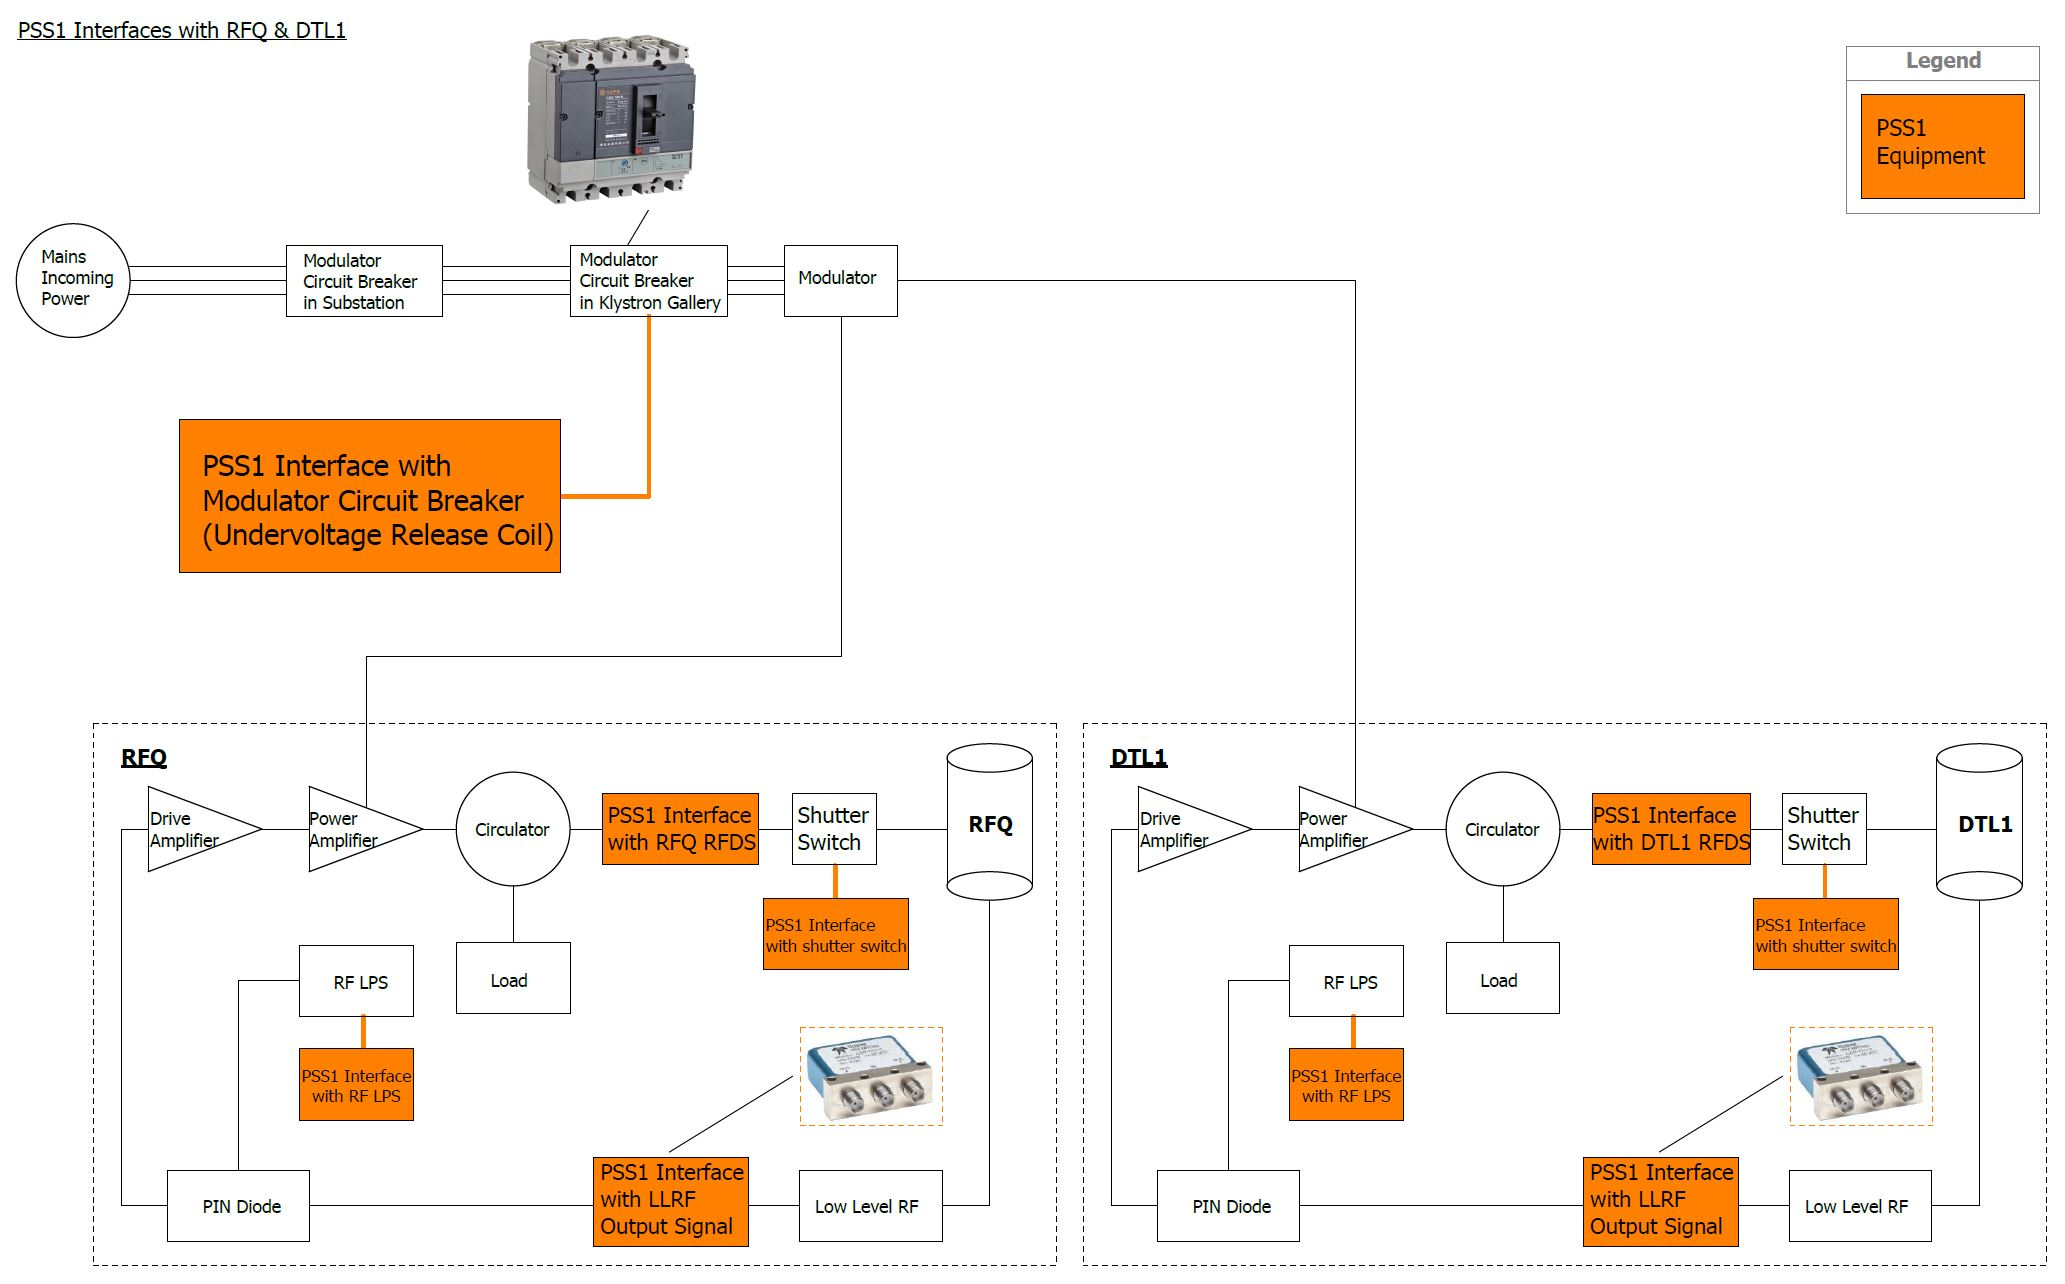 PSS1 Interfaces with RFQ & DTL1
Legend
PSS1
Equipment
Mains
Incoming
Power
Modulator
Circuit Breaker
in Substation
Modulator
Circuit Breaker
in Klystron Gallery
Modulator
PSS1 Interface with
Modulator Circuit Breaker
(Undervoltage Release Coil)
RFQ
Drive
Amplifier
Power
Amplifier
Circulator
PSS1 Interface
with RFQ RFDS
Shutter
Switch
RFQ
PSS1 Interface
with shutter switch
RF LPS
Load
PSS1 Interface
with RF LPS
PIN Diode
PSS1 Interface
with LLRF
Output Signal
Low Level RF
DTL1
Drive
Amplifier
Power
Amplifier
Circulator
PSS1 Interface
with DTL1 RFDS
Shutter
Switch
DTL1
PSS1 Interface
with shutter switch
RF LPS
Load
PSS1 Interface
with RF LPS
PIN Diode
PSS1 Interface
with LLRF
Output Signal
Low Level RF